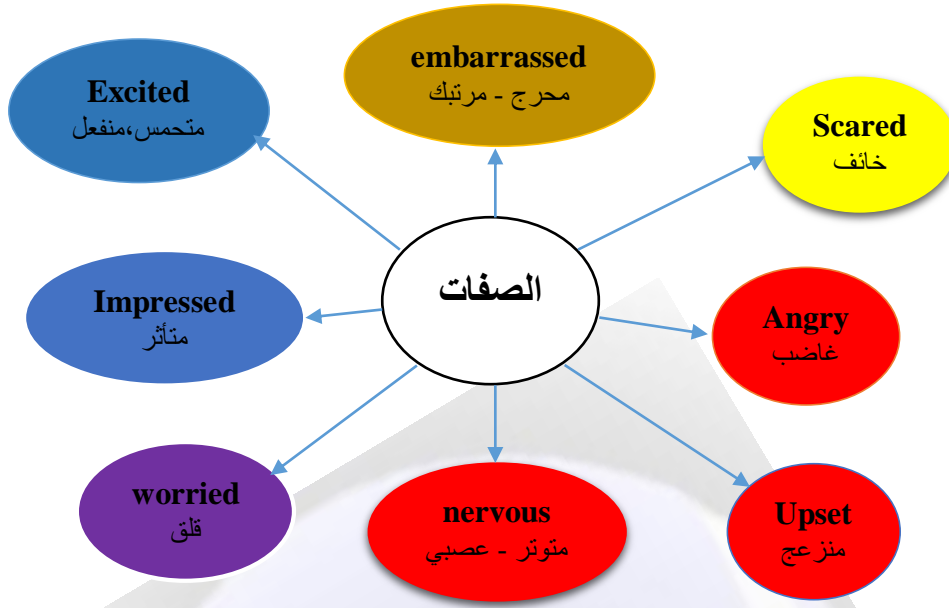 embarrassed
محرج - مرتبك
Excited
متحمس،منفعل
Scared
خائف
الصفات
Impressed
متأثر
Angry
غاضب
worried
قلق
nervous
متوتر - عصبي
Upset
منزعج